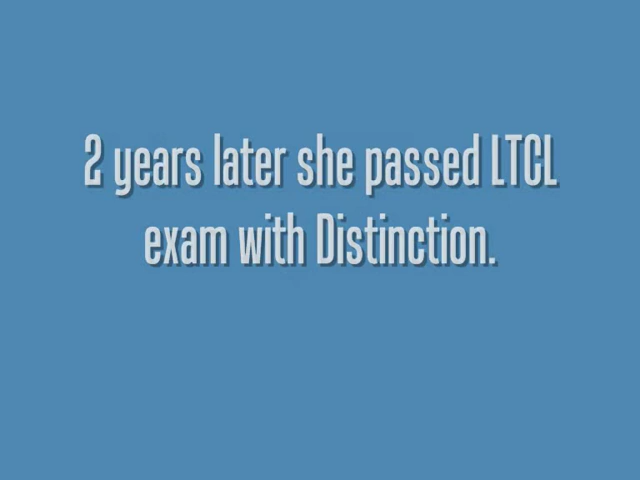 2 years later she passed LTCL
exam with Distinction.